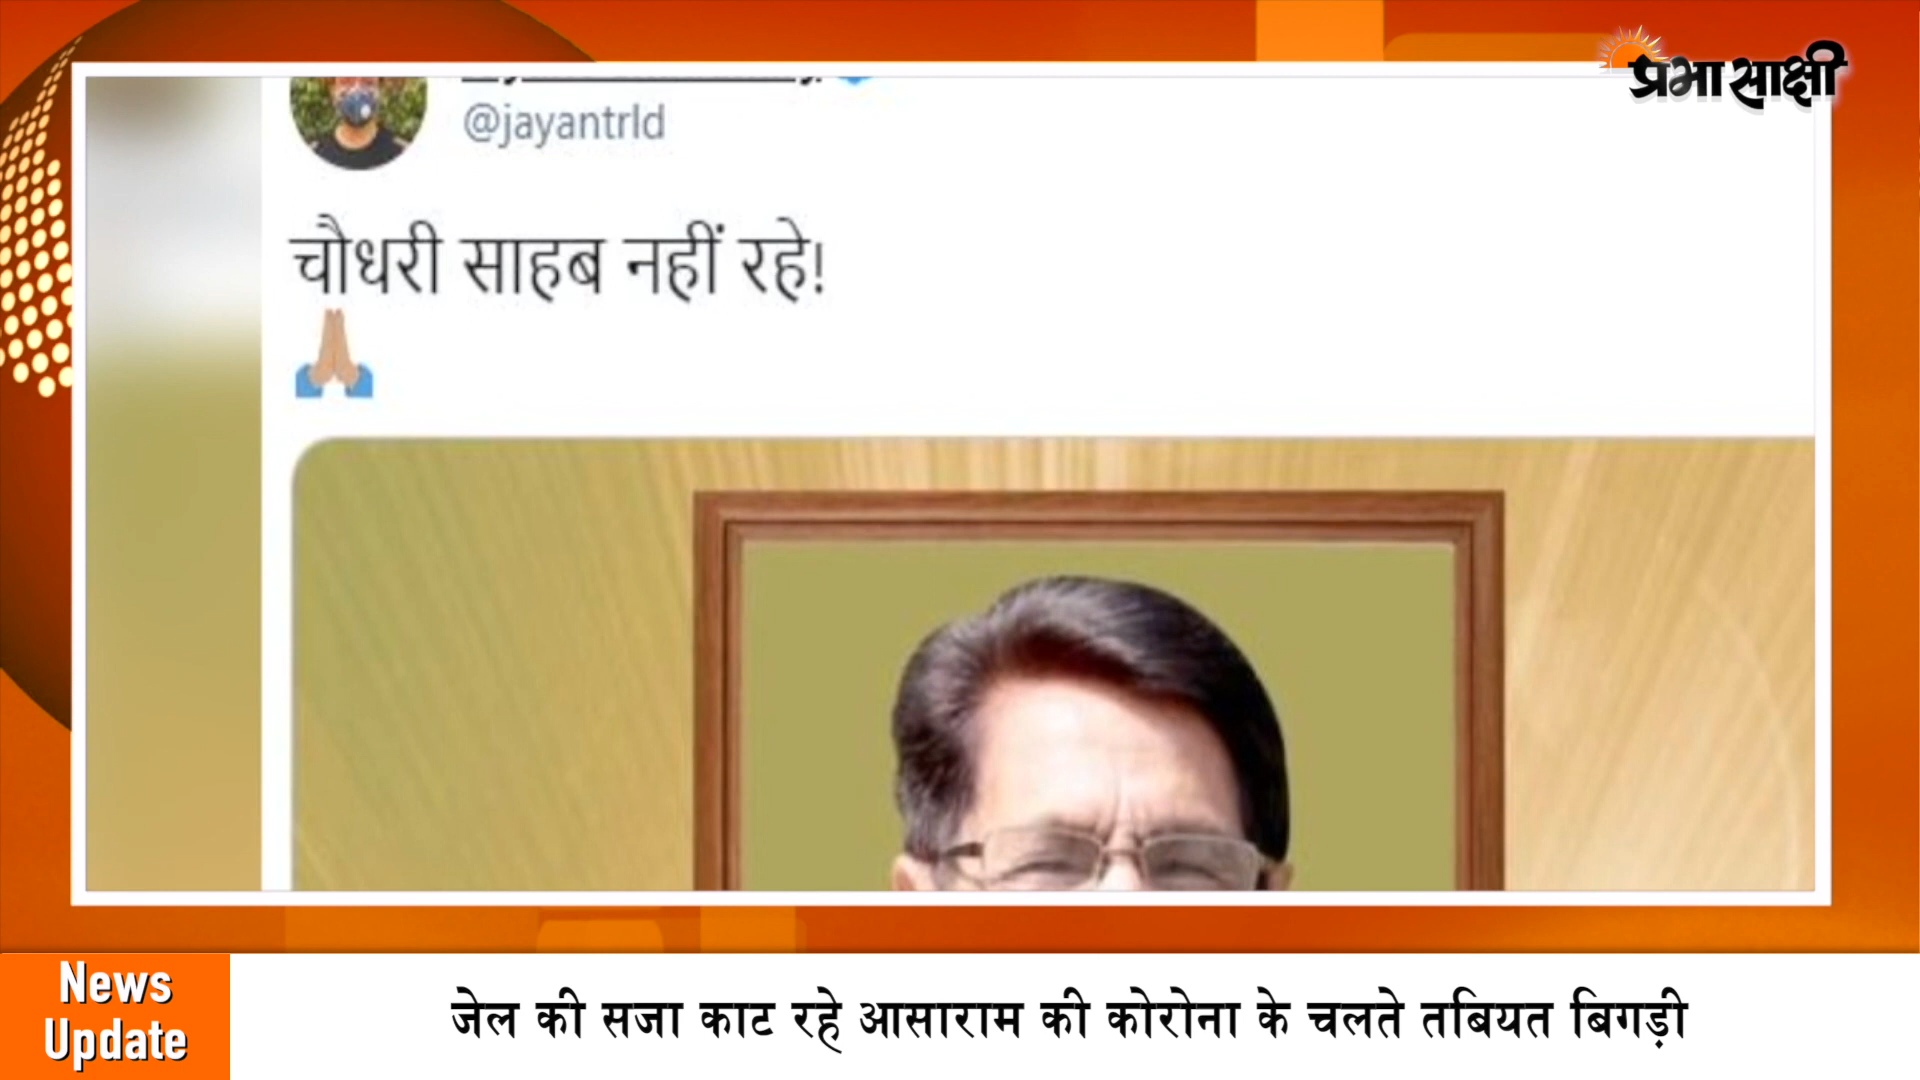 प्रभासाक्षी
@jayantrld
चौधरी साहब नहीं रहे!
News
Update
जेल की सजा काट रहे आसाराम की कोरोना के चलते तबियत बिगड़ी